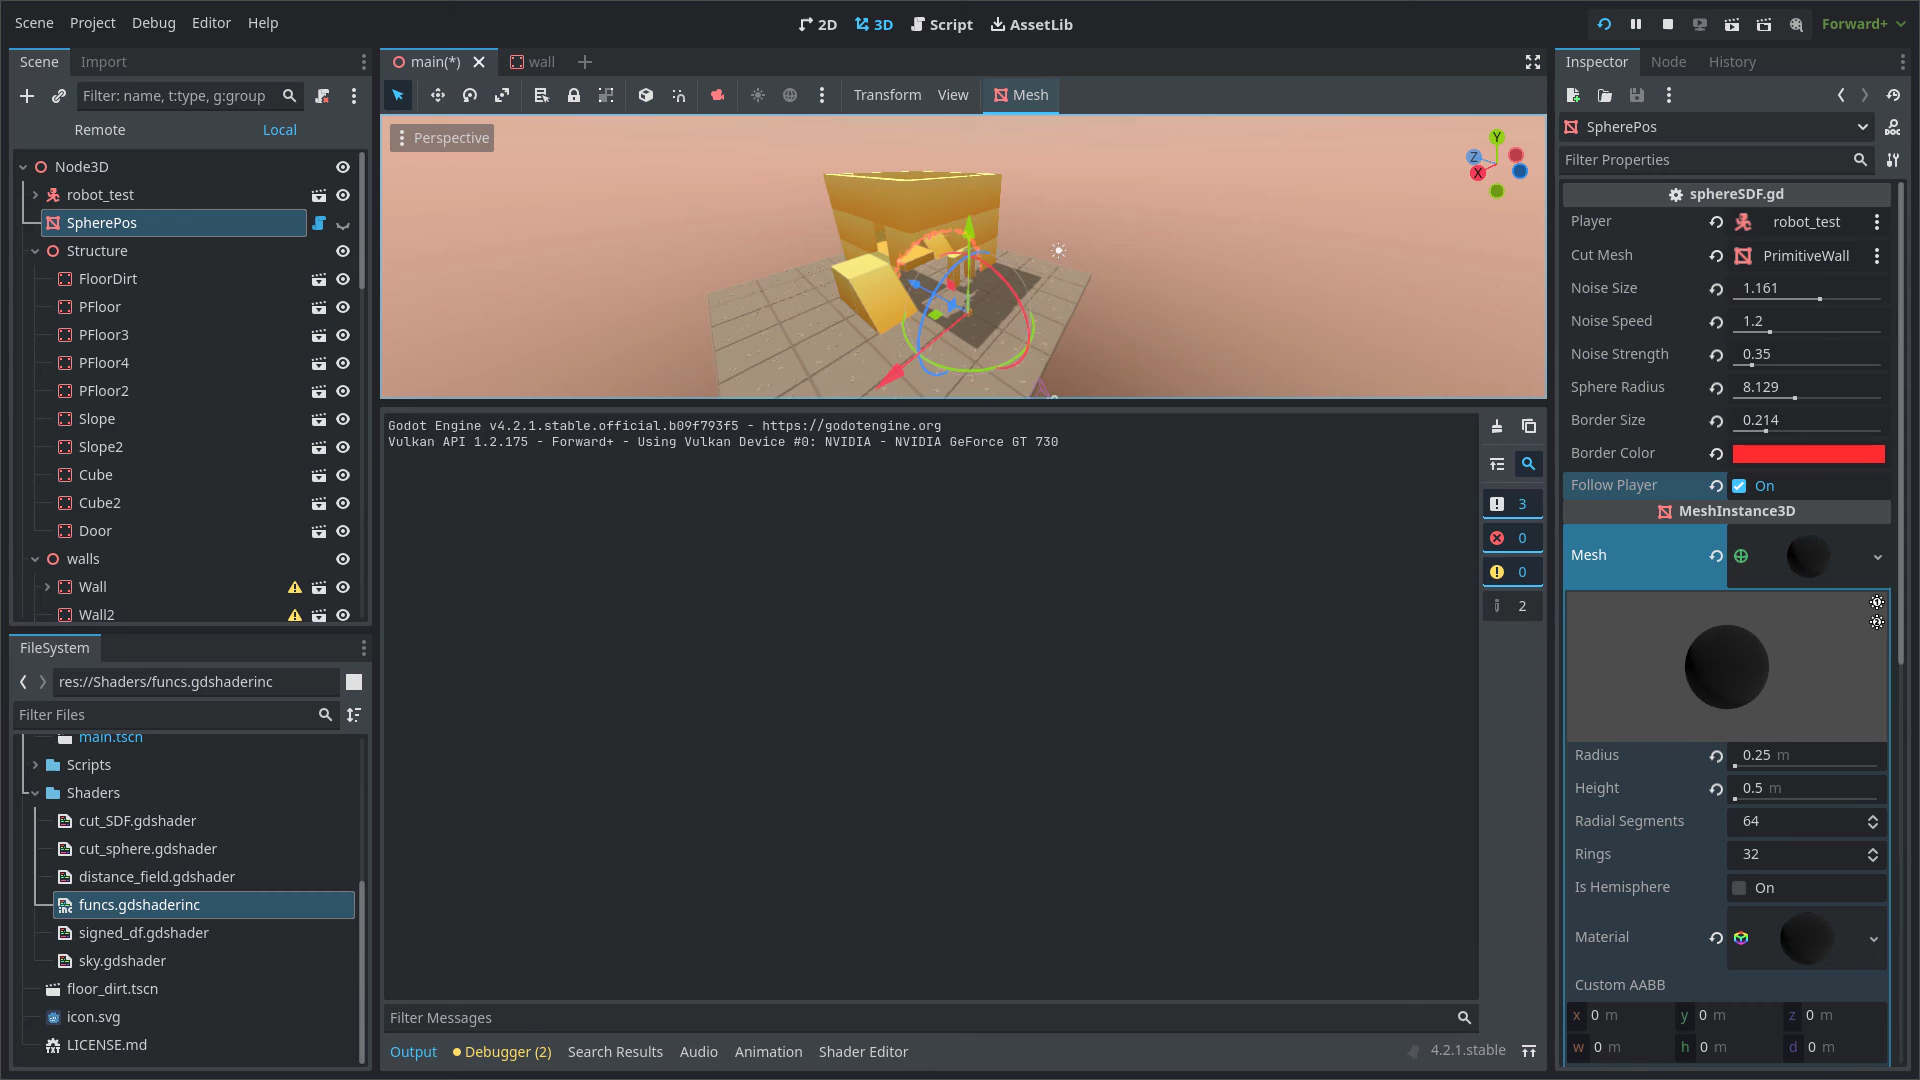 Scene Project Debug Editor Help
2D 3D Script AssetLib
Forward+
Scene Import
Filter: name, t:type, g:group
Remote Local
Node3D
robot_test
SpherePos
Structure
FloorDirt
PFloor
PFloor3
PFloor4
PFloor2
Slope
Slope2
Cube
Cube2
Door
walls
Wall
Wall2
FileSystem
res://Shaders/funcs.gdshaderinc
Filter Files
main.tscn
Scripts
Shaders
cut_SDF.gdshader
cut_sphere.gdshader
distance_field.gdshader
funcs.gdshaderinc
signed_df.gdshader
sky.gdshader
floor_dirt.tscn
icon.svg
LICENSE.md
main(*) wall
Transform View Mesh
Perspective
Y
Z
X
Godot Engine v4.2.1.stable.official.b09f793f5 - https://godotengine.org
Vulkan API 1.2.175 - Forward+ - Using Vulkan Device #0: NVIDIA - NVIDIA GeForce GT 730
3
0
0
2
Filter Messages
Output Debugger (2) Search Results Audio Animation Shader Editor
4.2.1.stable
Inspector Node History
SpherePos
DOC
Filter Properties
sphereSDF.gd
Player robot_test
Cut Mesh PrimitiveWall
Noise Size 1.161
Noise Speed 1.2
Noise Strength 0.35
Sphere Radius 8.129
Border Size 0.214
Border Color
Follow Player On
MeshInstance3D
Mesh
1
2
Radius 0.25 m
Height 0.5 m
Radial Segments 64
Rings 32
Is Hemisphere On
Material
Custom AABB
x 0 m y 0 m z 0 m
w 0 m h 0 m d 0 m